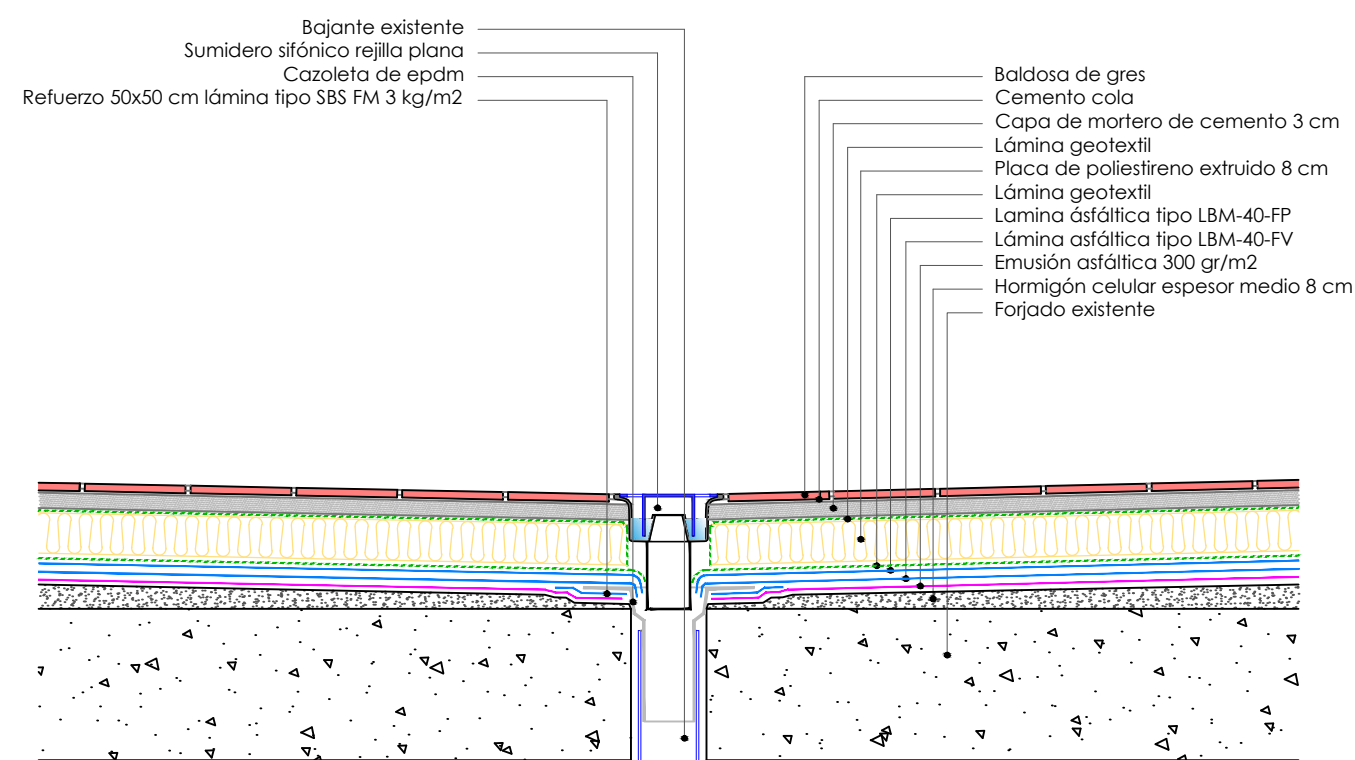 Bajante existente
Sumidero sifónico rejilla plana
Cazoleta de epdm
Refuerzo 50x50 cm lámina tipo SBS FM 3 kg/m2
Baldosa de gres
Cemento cola
Capa de mortero de cemento 3 cm
Lámina geotextil
Placa de poliestireno extruido 8 cm
Lámina geotextil
Lamina ásfáltica tipo LBM-40-FP
Lámina asfáltica tipo LBM-40-FV
Emusión asfáltica 300 gr/m2
Hormigón celular espesor medio 8 cm
Forjado existente